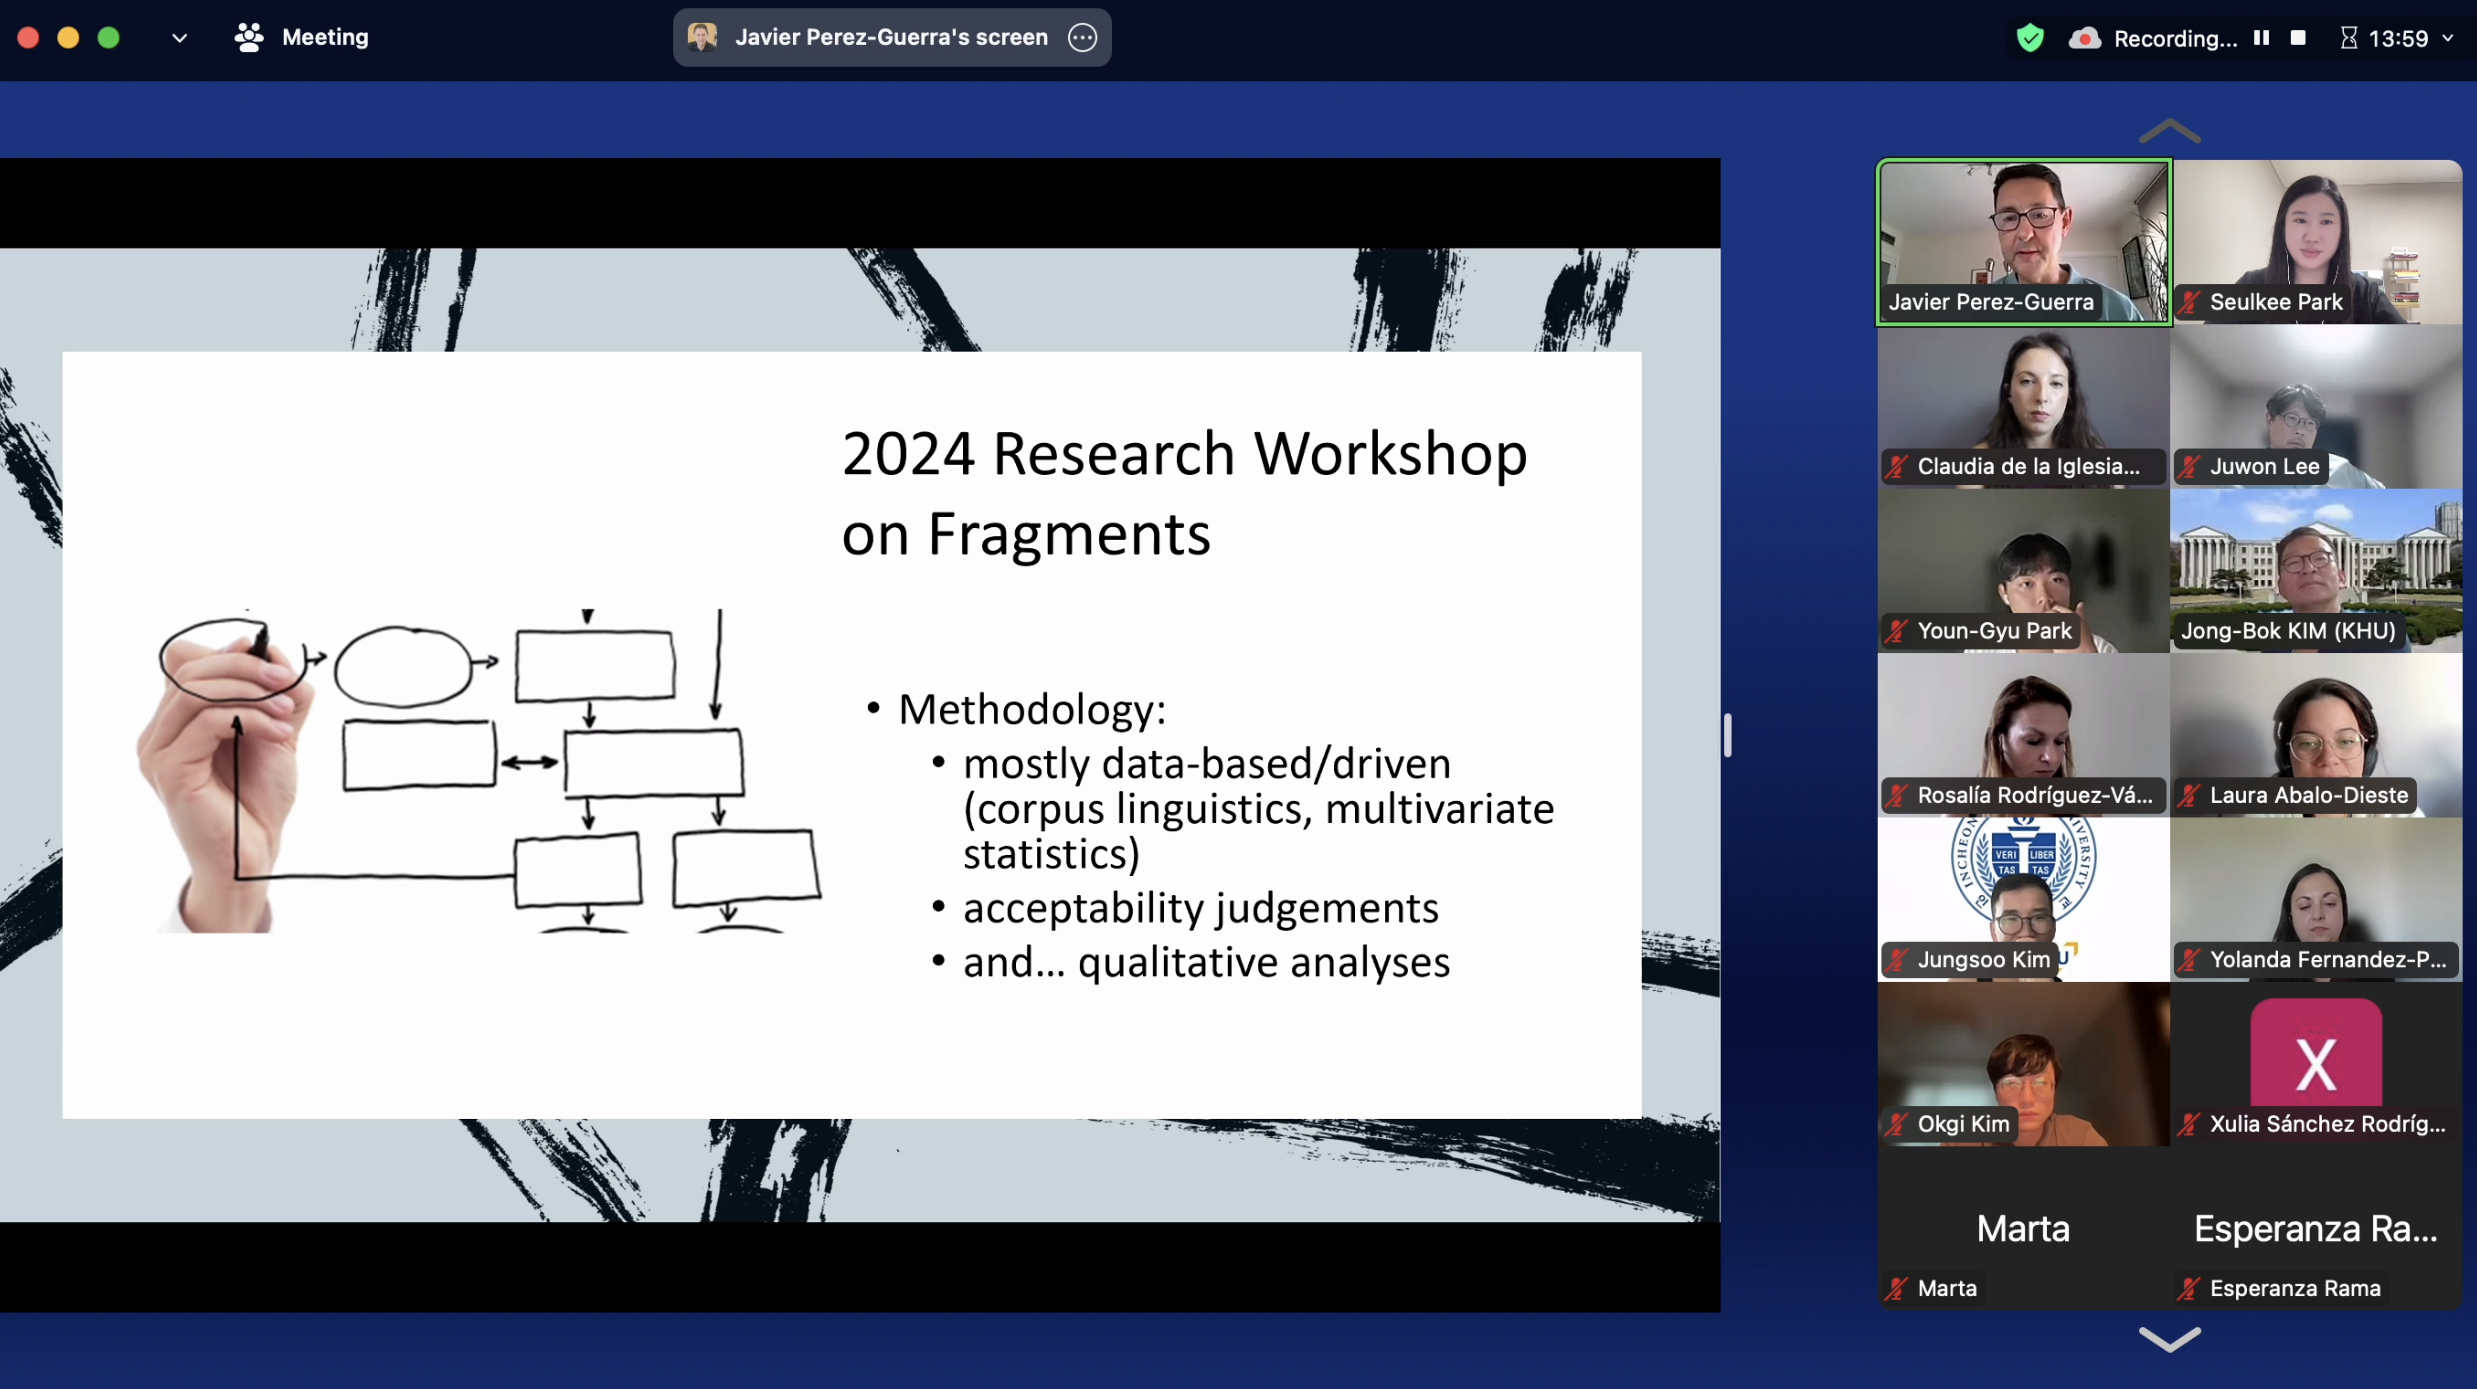 Meeting
Javier Perez-Guerra's screen
Recording...
13:59
2024 Research Workshop
on Fragments
• Methodology:
• mostly data-based/driven
(corpus linguistics, multivariate
statistics)
• acceptability judgements
• and... qualitative analyses
Javier Perez-Guerra
Seulkee Park
Claudia de la Iglesia...
Juwon Lee
Youn-Gyu Park
Jong-Bok KIM (KHU)
Rosalía Rodríguez-Vá...
Laura Abalo-Dieste
VERI LIBER
TAS TAS
Jungsoo Kim
Yolanda Fernandez-P...
Okgi Kim
X
Xulia Sánchez Rodríg...
Marta
Esperanza Ra...
Marta
Esperanza Rama